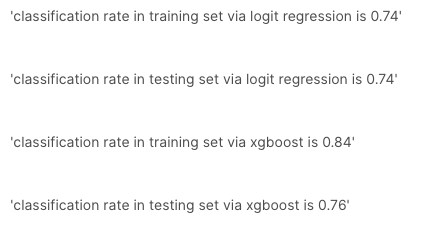 'classification rate in training set via logit regression is 0.74'
'classification rate in testing set via logit regression is 0.74'
'classification rate in training set via xgboost is 0.84'
'classification rate in testing set via xgboost is 0.76'